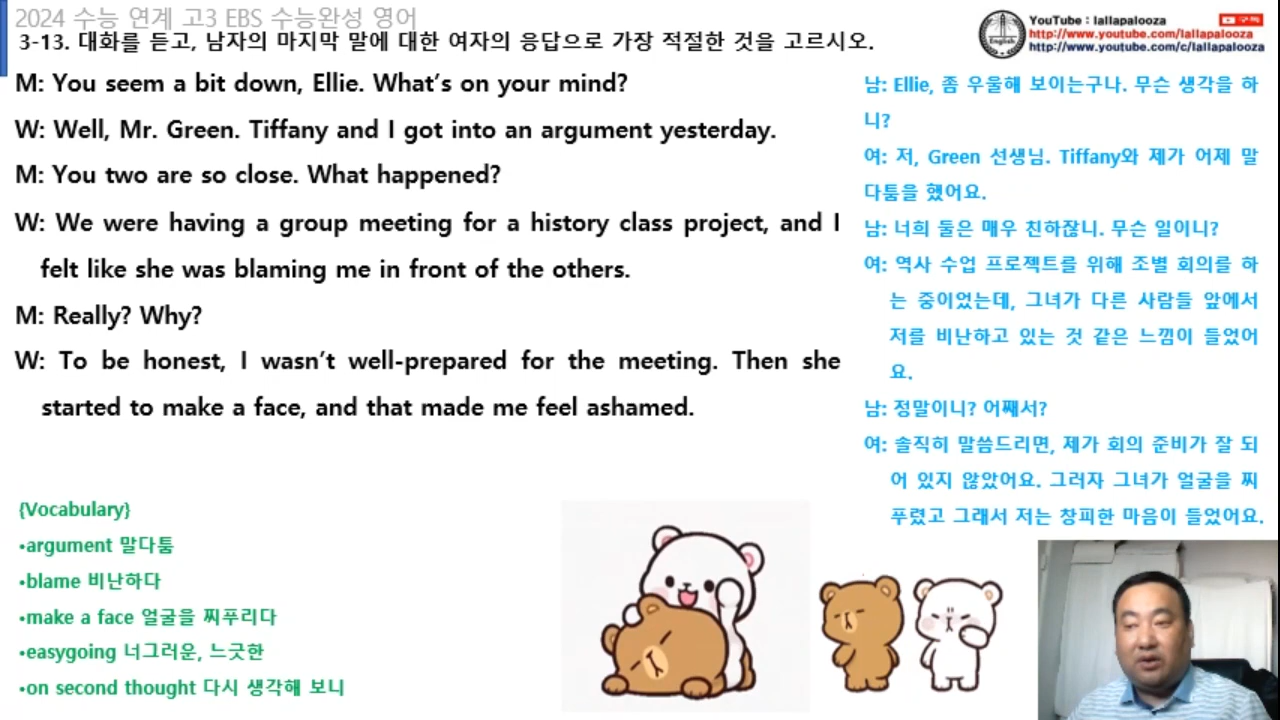 2024 수능 연계 고3 EBS 수능완성 영어
3-13. 대화를 듣고, 남자의 마지막 말에 대한 여자의 응답으로 가장 적절한 것을 고르시오.
YouTube : lallapalooza
구독
http://www.youtube.com/lallapalooza
http://www.youtube.com/c/lallapalooza
English
M: You seem a bit down, Ellie. What's on your mind?
W: Well, Mr. Green. Tiffany and I got into an argument yesterday.
M: You two are so close. What happened?
W: We were having a group meeting for a history class project, and I
felt like she was blaming me in front of the others.
M: Really? Why?
W: To be honest, I wasn't well-prepared for the meeting. Then she
started to make a face, and that made me feel ashamed.
남: Ellie, 좀 우울해 보이는구나. 무슨 생각을 하
니?
여: 저, Green 선생님. Tiffany와 제가 어제 말
다툼을 했어요.
남: 너희 둘은 매우 친하잖니. 무슨 일이니?
여: 역사 수업 프로젝트를 위해 조별 회의를 하
는 중이었는데, 그녀가 다른 사람들 앞에서
저를 비난하고 있는 것 같은 느낌이 들었어
요.
남: 정말이니? 어째서?
여: 솔직히 말씀드리면, 제가 회의 준비가 잘 되
어 있지 않았어요. 그러자 그녀가 얼굴을 찌
푸렸고 그래서 저는 창피한 마음이 들었어요.
{Vocabulary}
•argument 말다툼
•blame 비난하다
•make a face 얼굴을 찌푸리다
•easygoing 너그러운, 느긋한
•on second thought 다시 생각해 보니